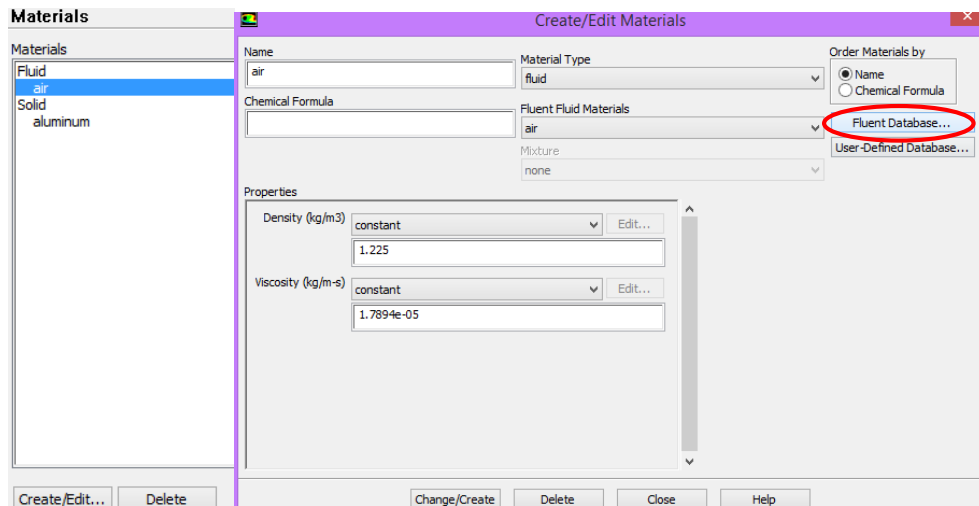 Materials
Materials
Fluid
air
Solid
aluminum
Create/Edit...
Delete
Create/Edit Materials
Name
air
Chemical Formula
Material Type
fluid
Fluent Fluid Materials
air
Mixture
none
Order Materials by
Name
Chemical Formula
Fluent Database...
User-Defined Database...
Properties
Density (kg/m3)
constant
Edit...
1.225
Viscosity (kg/m-s)
constant
Edit...
1.7894e-05
Change/Create
Delete
Close
Help